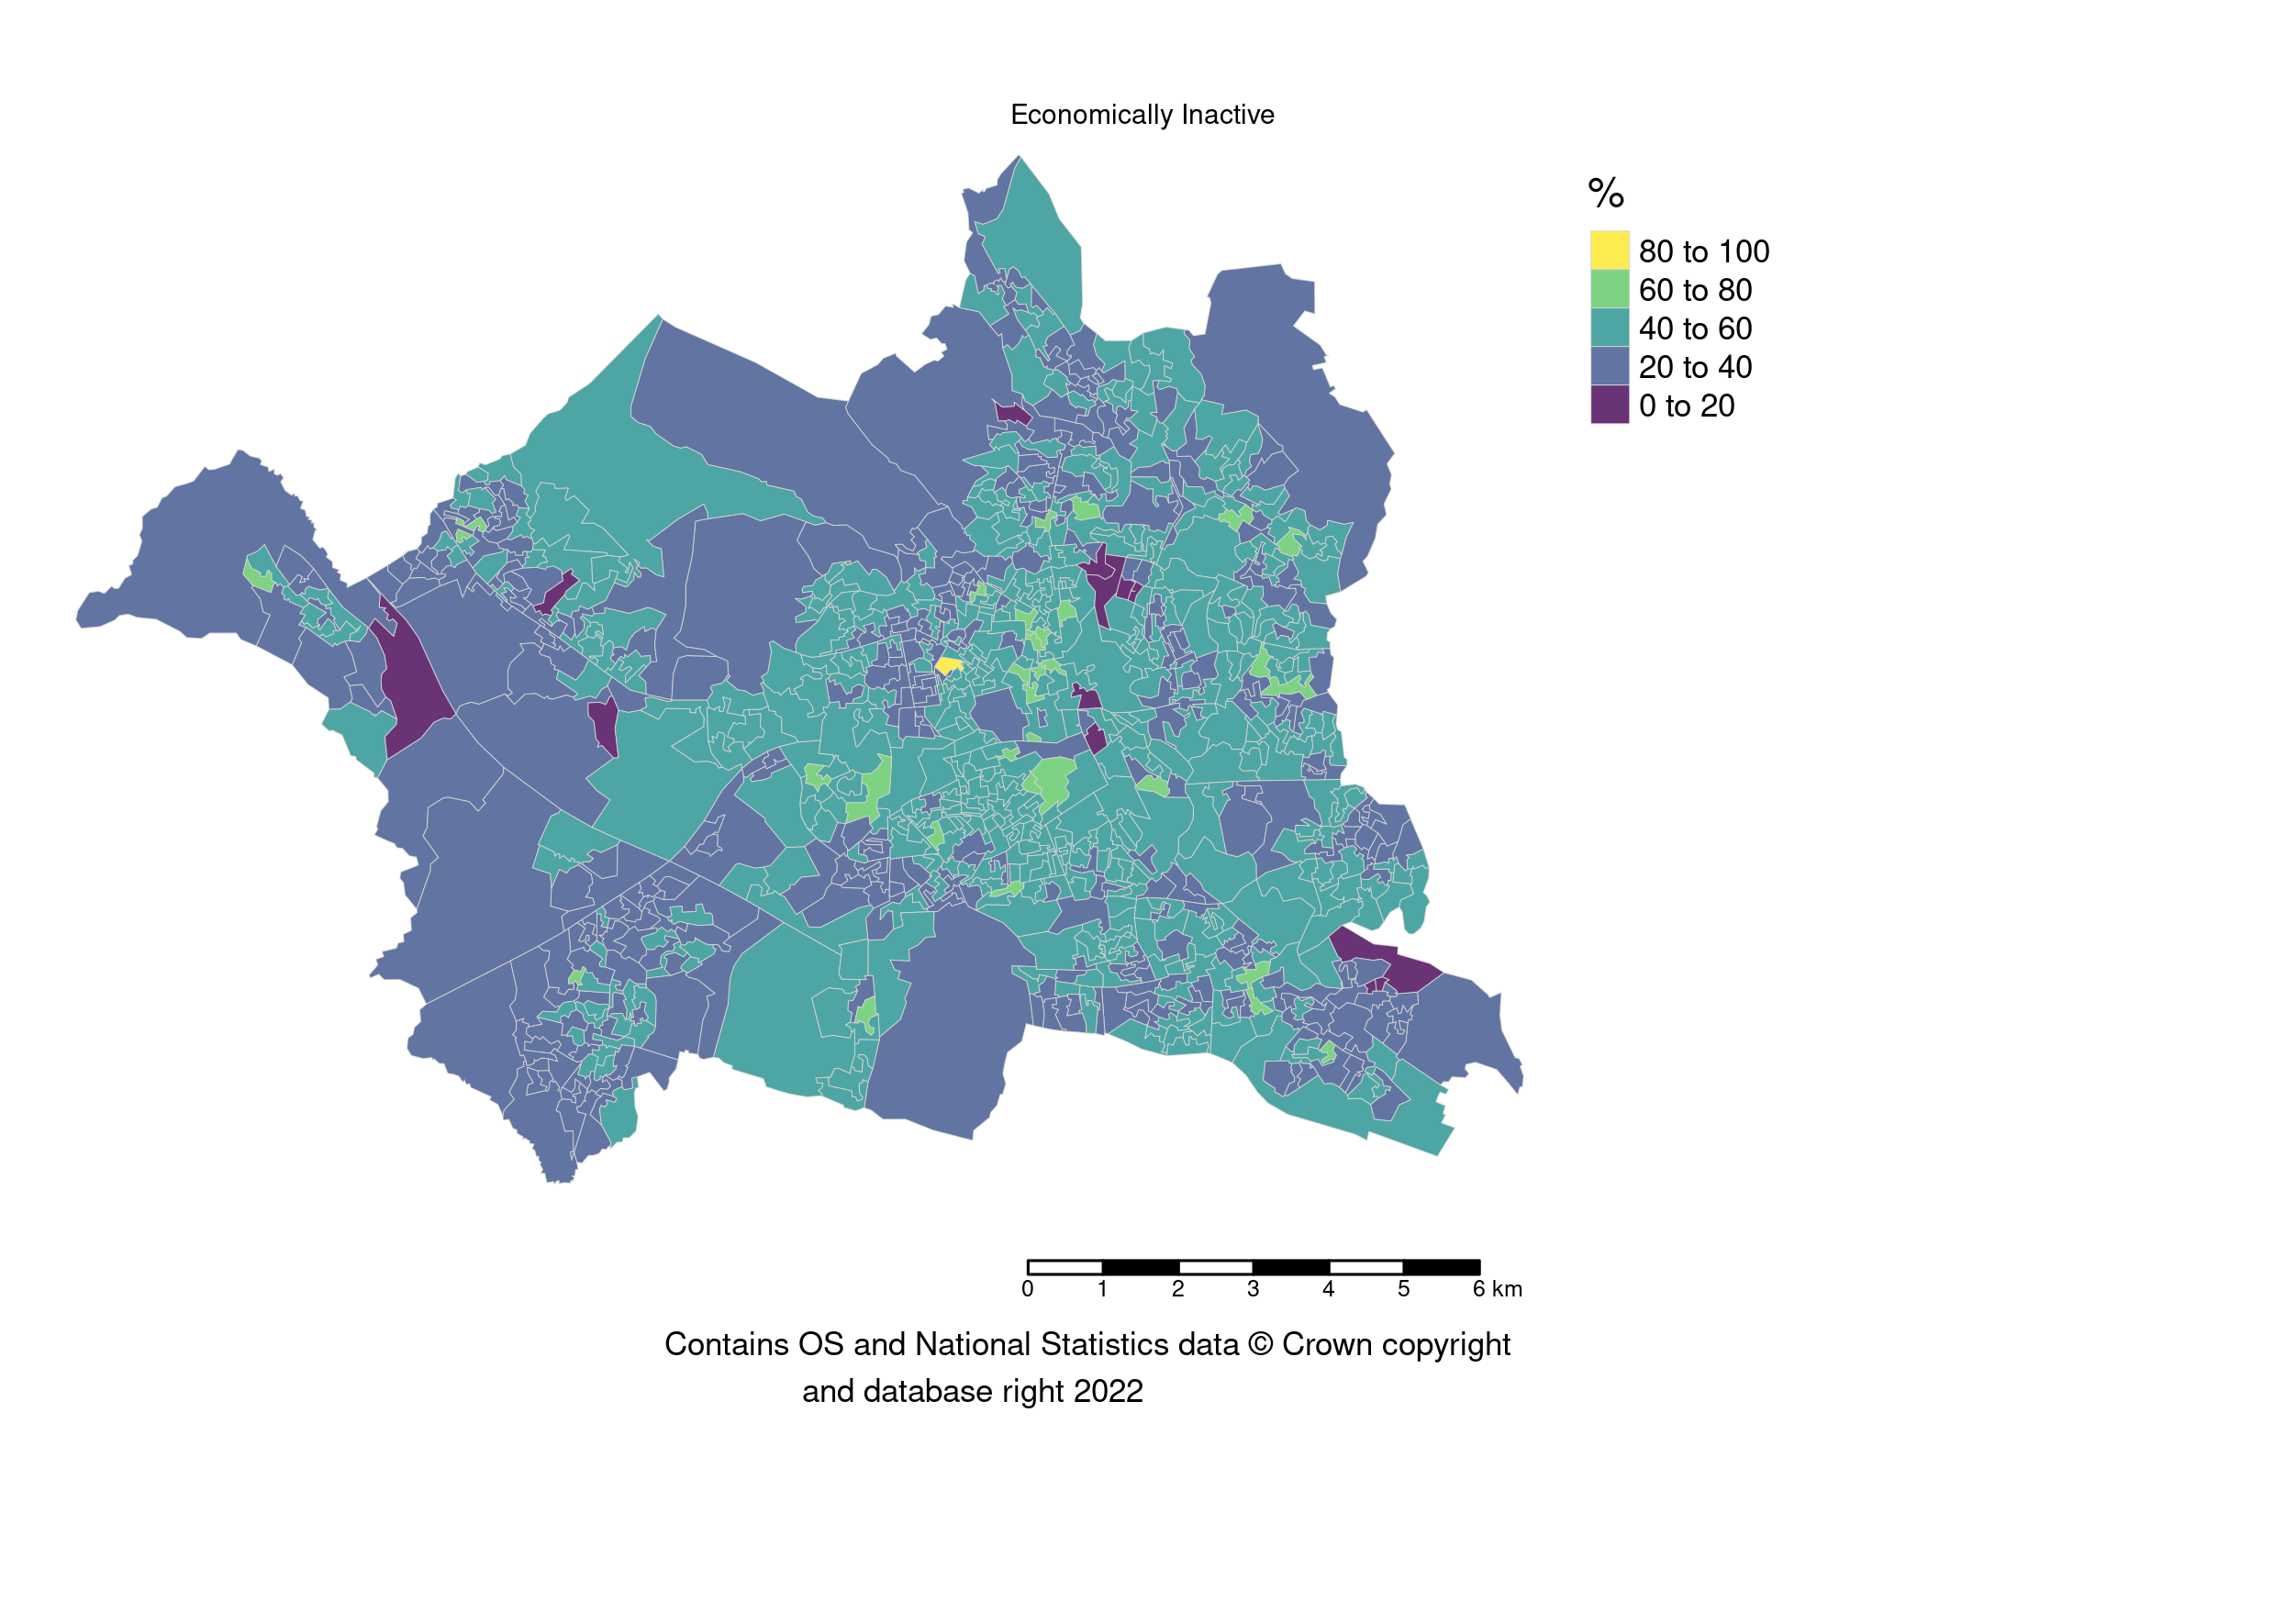 Economically Inactive
%
80 to 100
60 to 80
40 to 60
20 to 40
0 to 20
0 1 2 3 4 5 6 km
Contains OS and National Statistics data © Crown copyright
and database right 2022